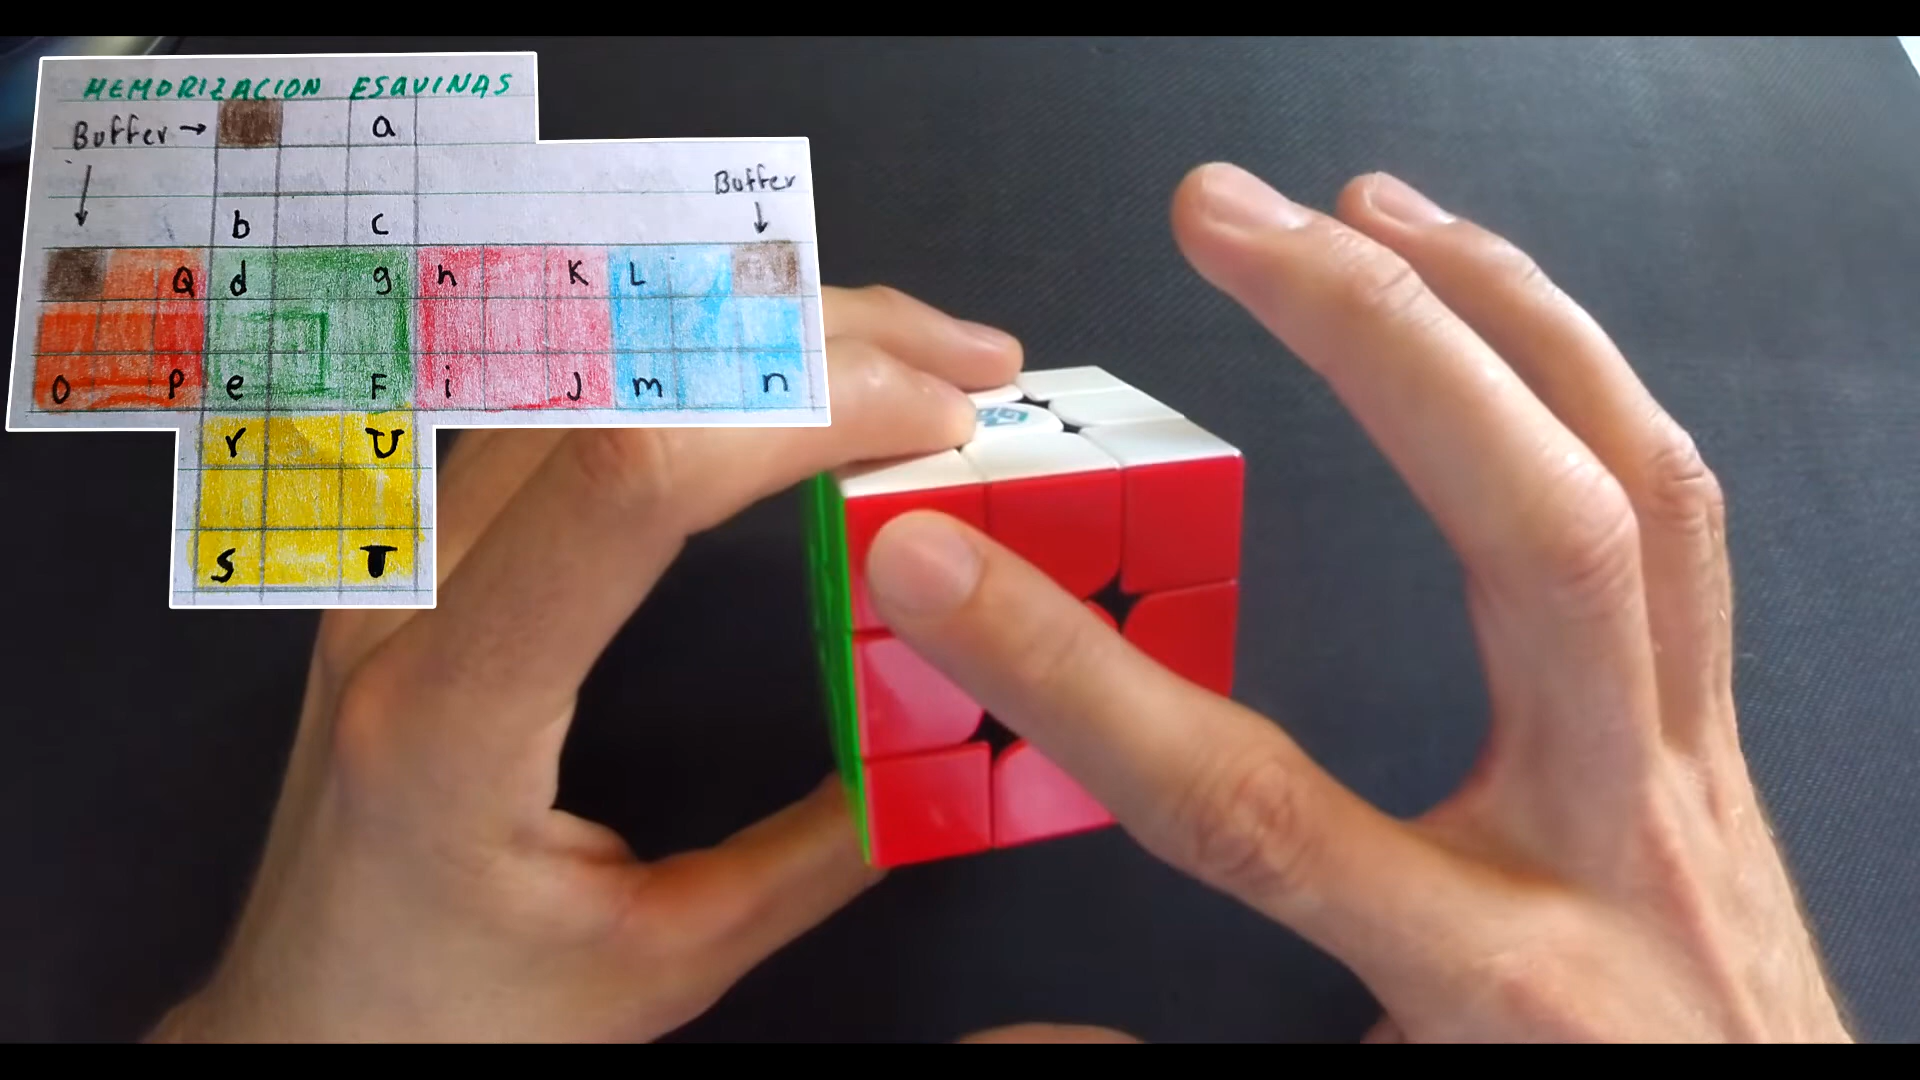 MEMORIZACION ESQUINAS
Buffer → a
Buffer
b c
Q d g h K L
O P e F i J m n
r U
S T